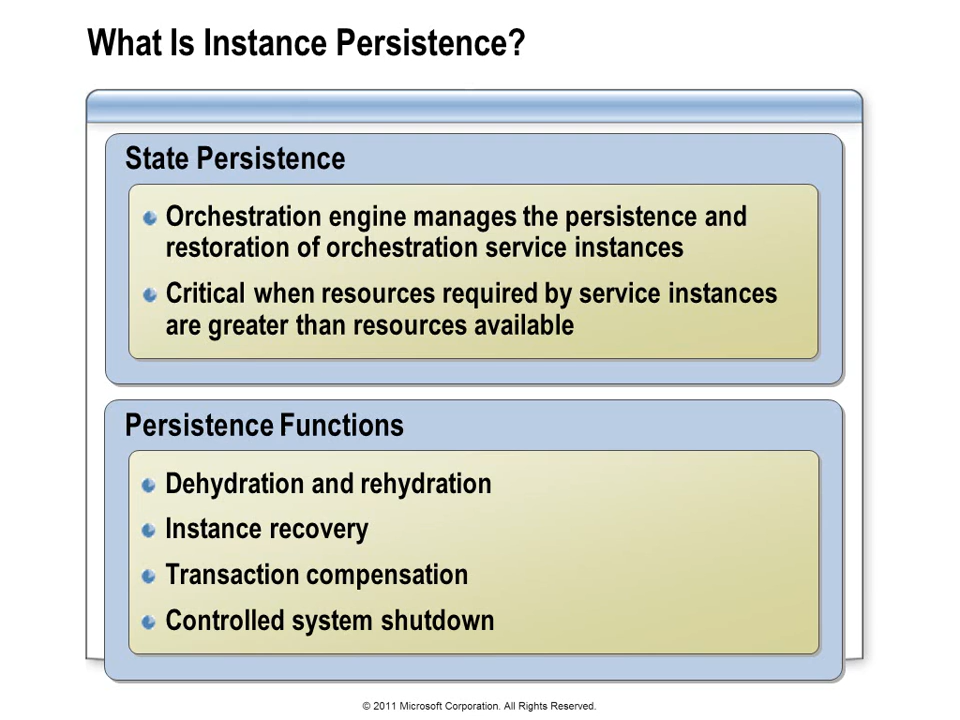 What Is Instance Persistence?
State Persistence
Orchestration engine manages the persistence and
restoration of orchestration service instances
Critical when resources required by service instances
are greater than resources available
Persistence Functions
Dehydration and rehydration
Instance recovery
Transaction compensation
Controlled system shutdown
© 2011 Microsoft Corporation. All Rights Reserved.